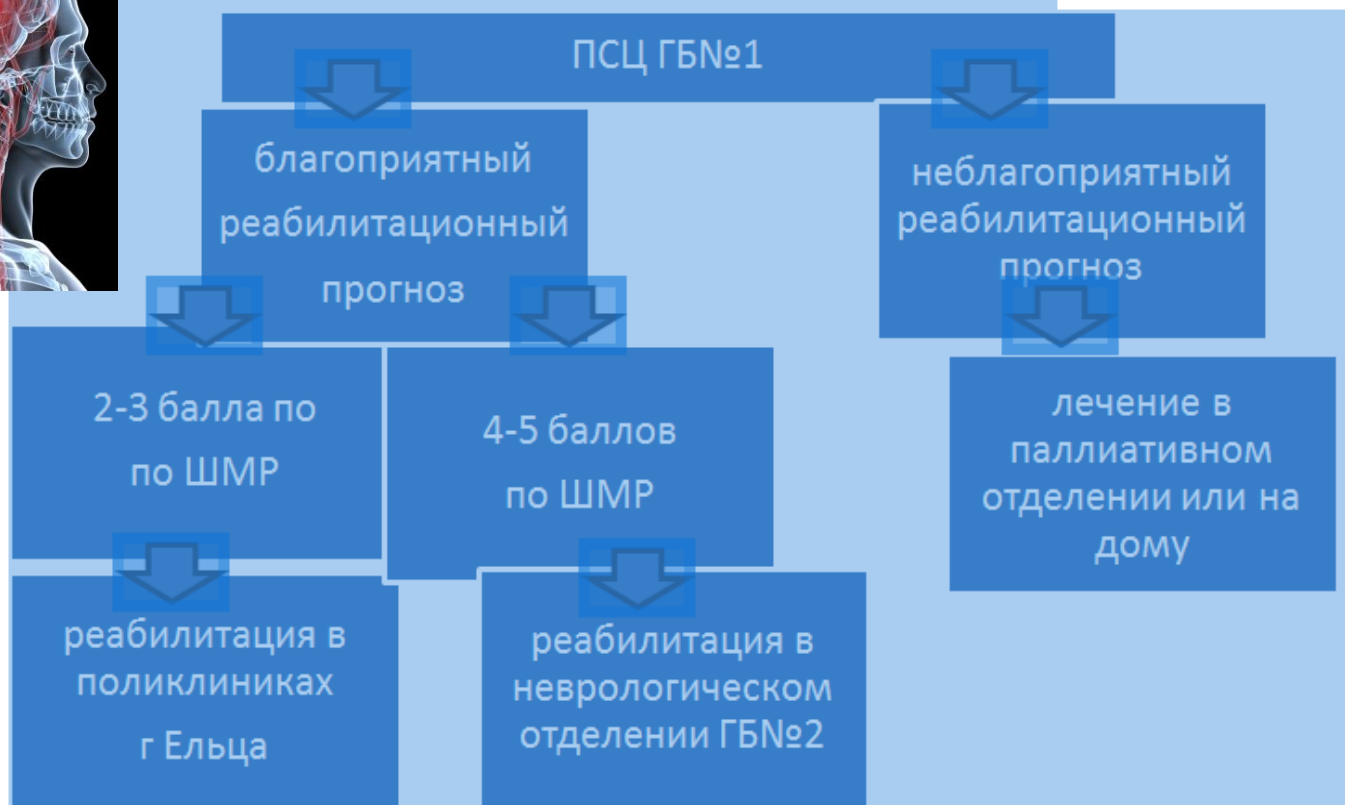 ПСЦ ГБ№1
благоприятный
реабилитационный
прогноз
неблагоприятный
реабилитационный
прогноз
2-3 балла по
по ШМР
4-5 баллов
по ШМР
лечение в
паллиативном
отделении или на
дому
реабилитация в
поликлиниках
г Ельца
реабилитация в
неврологическом
отделении ГБ№2